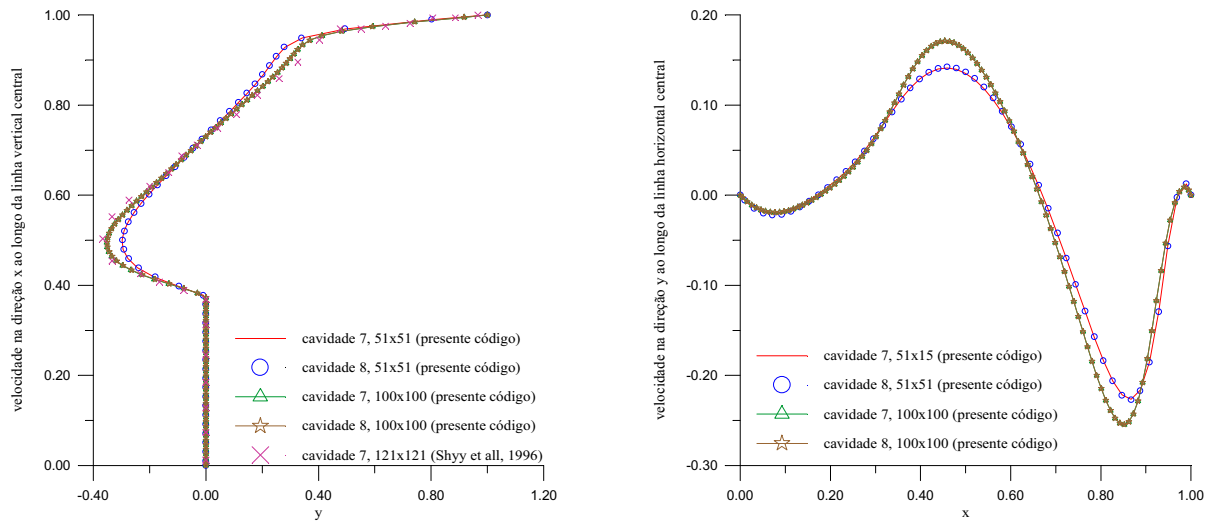 velocidade na direção x ao longo da linha vertical central
1.00
0.80
0.60
0.40
0.20
0.00
cavidade 7, 51x51 (presente código)
cavidade 8, 51x51 (presente código)
cavidade 7, 100x100 (presente código)
cavidade 8, 100x100 (presente código)
cavidade 7, 121x121 (Shyy et all, 1996)
-0.40 0.00 0.40 0.80 1.20
y
velocidade na direção y ao longo da linha horizontal central
0.20
0.10
0.00
-0.10
-0.20
-0.30
cavidade 7, 51x15 (presente código)
cavidade 8, 51x51 (presente código)
cavidade 7, 100x100 (presente código)
cavidade 8, 100x100 (presente código)
0.00 0.20 0.40 0.60 0.80 1.00
x